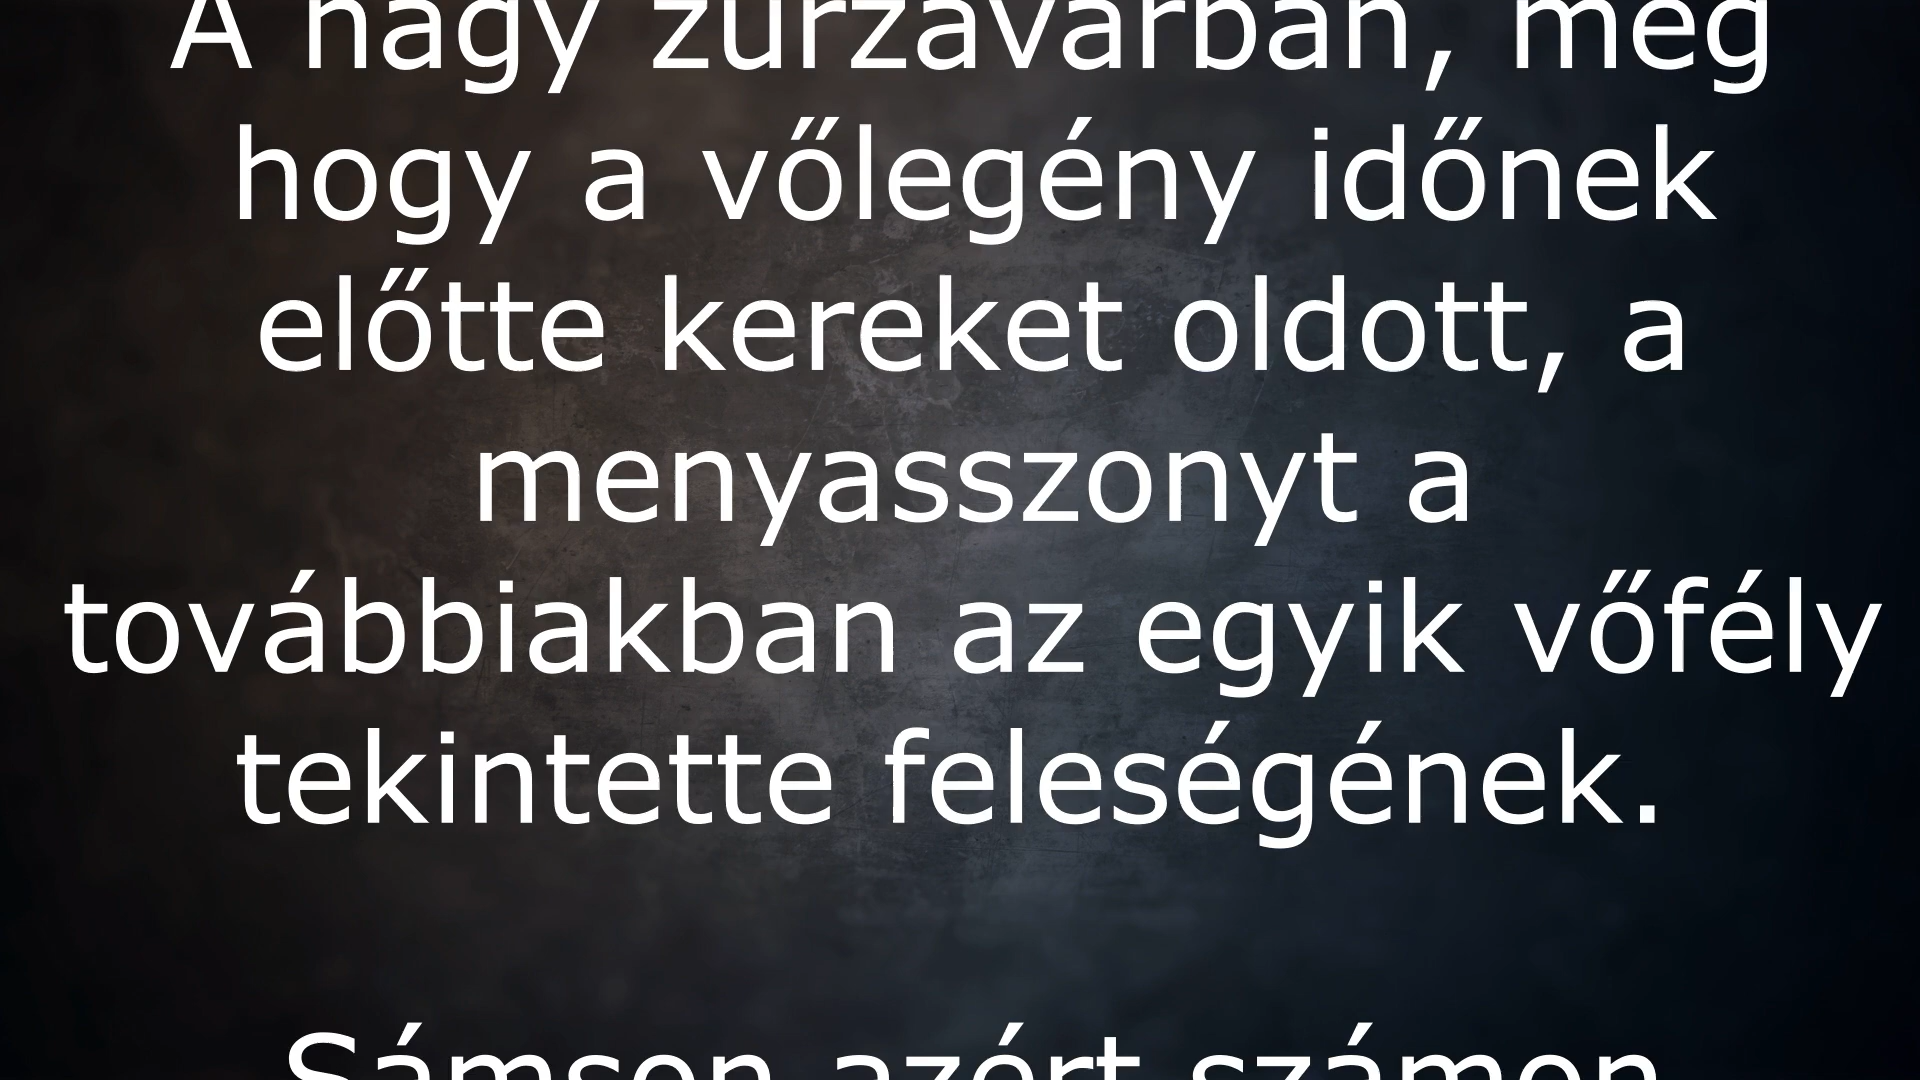 A nagy zűrzavarban, meg
hogy a vőlegény időnek
előtte kereket oldott, a
menyasszonyt a
továbbiakban az egyik vőfély
tekintette feleségének.
Sámson azért számon